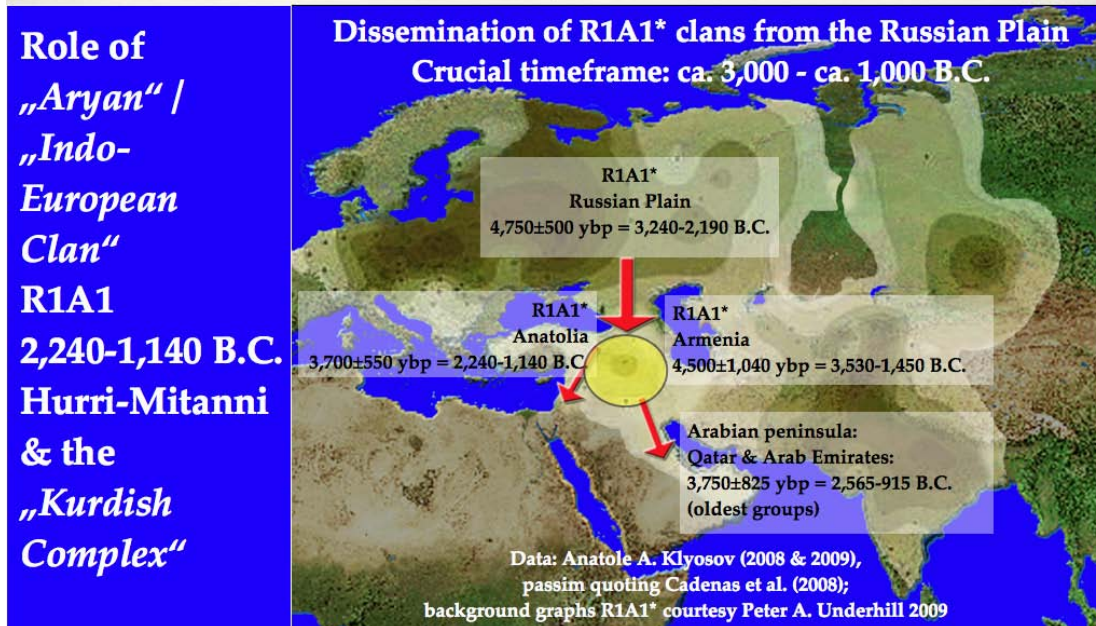 Role of
„Aryan“ /
„Indo-
European
Clan“
R1A1
2,240-1,140 B.C.
Hurri-Mitanni
& the
„Kurdish
Complex“
Dissemination of R1A1* clans from the Russian Plain
Crucial timeframe: ca. 3,000 - ca. 1,000 B.C.
R1A1*
Russian Plain
4,750±500 ybp = 3,240-2,190 B.C.
R1A1*
Anatolia
3,700±550 ybp = 2,240-1,140 B.C.
R1A1*
Armenia
4,500±1,040 ybp = 3,530-1,450 B.C.
Arabian peninsula:
Qatar & Arab Emirates:
3,750±825 ybp = 2,565-915 B.C.
(oldest groups)
Data: Anatole A. Klyosov (2008 & 2009),
passim quoting Cadenas et al. (2008);
background graphs R1A1* courtesy Peter A. Underhill 2009